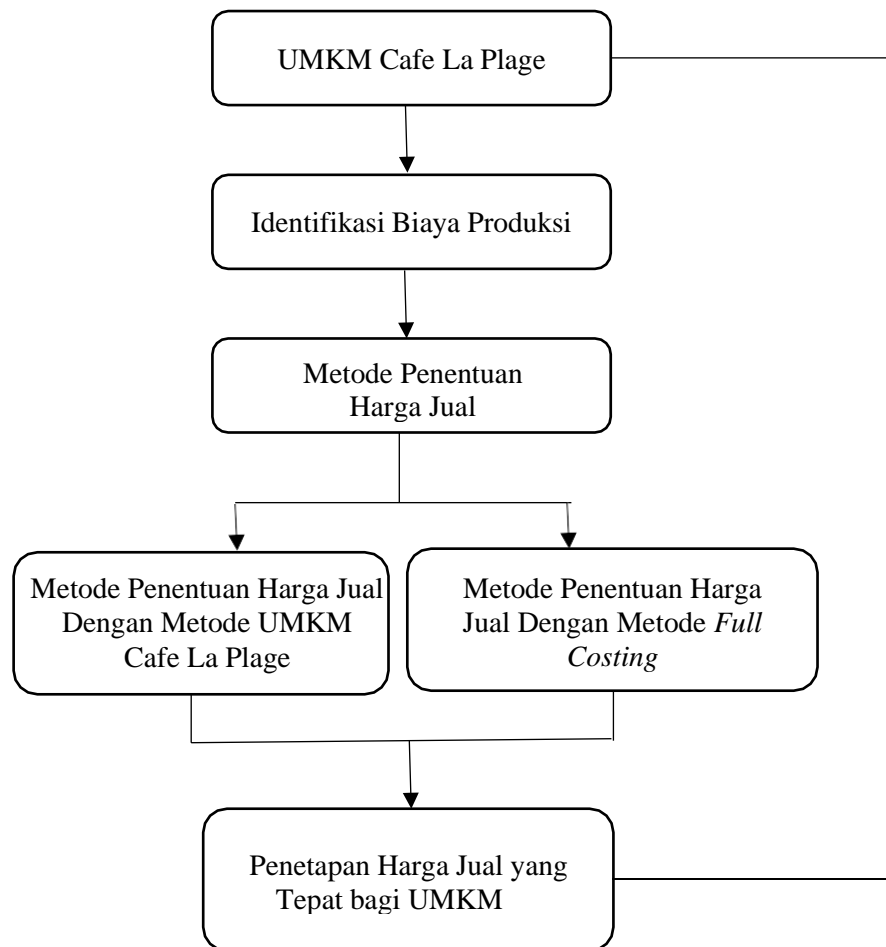 UMKM Cafe La Plage
Identifikasi Biaya Produksi
Metode Penentuan
Harga Jual
Metode Penentuan Harga Jual
Dengan Metode UMKM
Cafe La Plage
Metode Penentuan Harga
Jual Dengan Metode Full
Costing
Penetapan Harga Jual yang
Tepat bagi UMKM